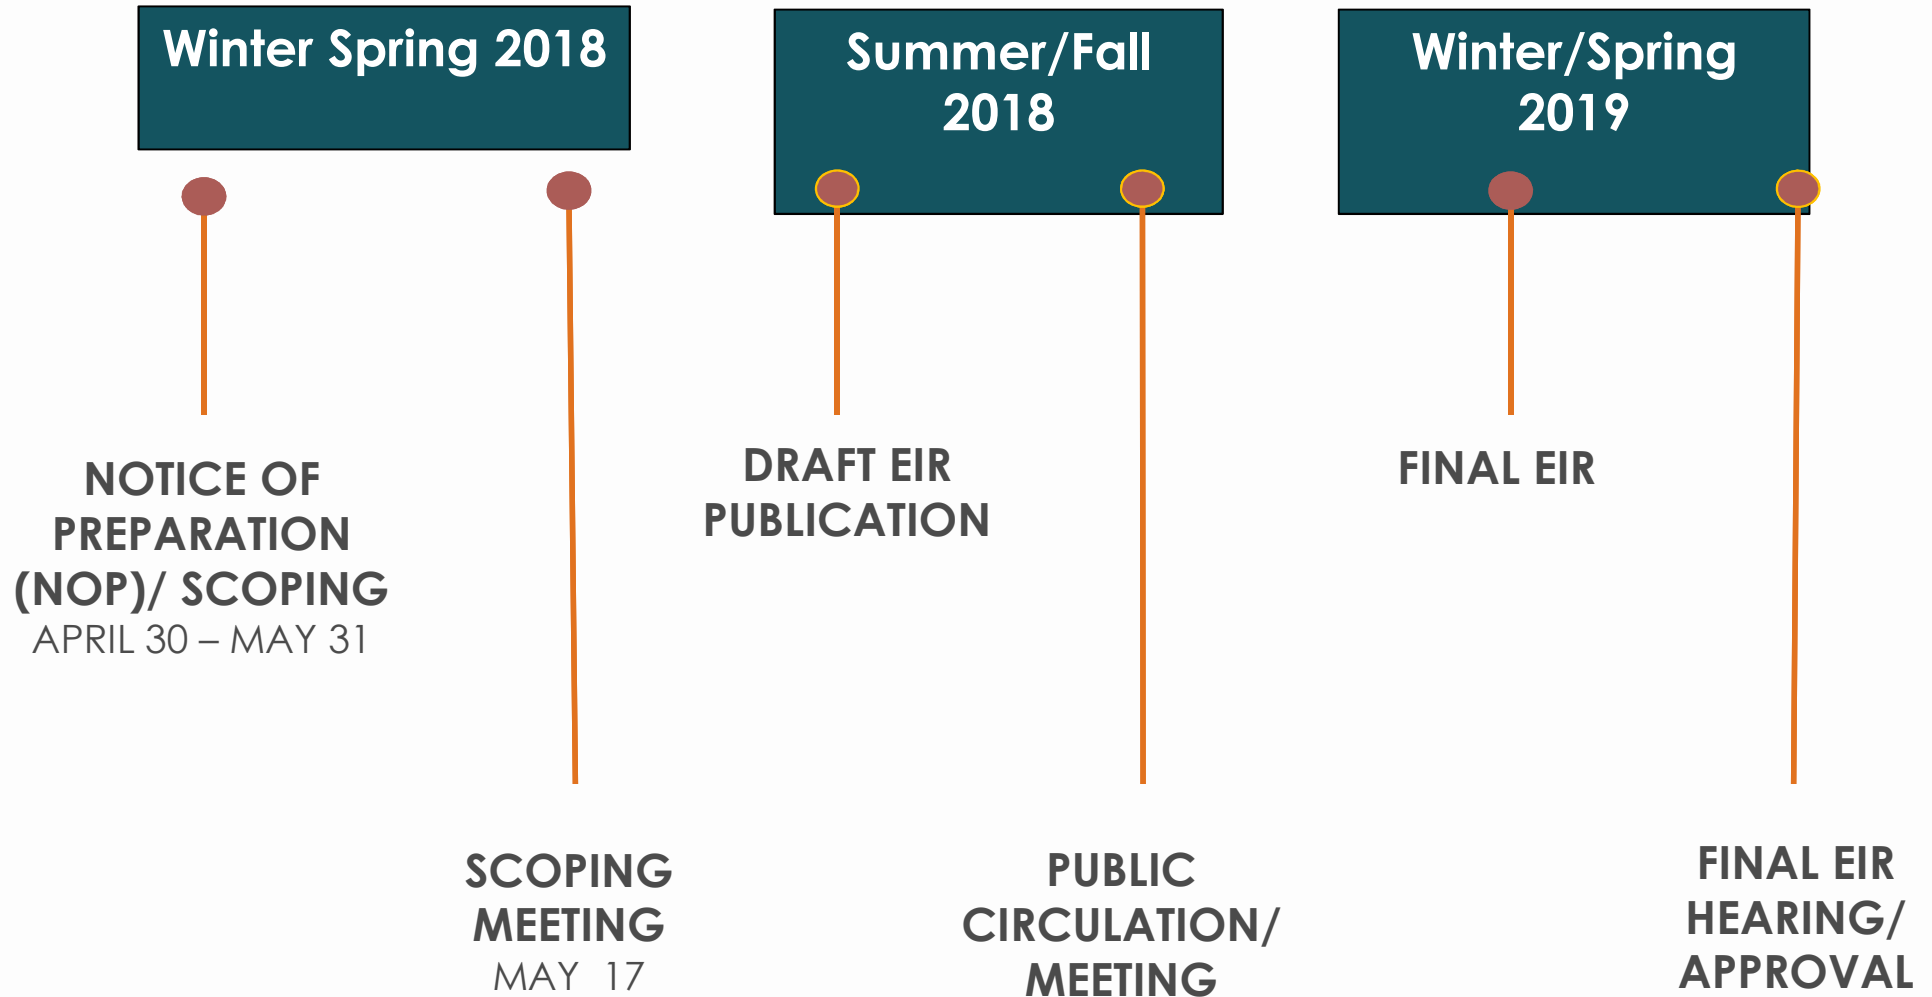 Winter Spring 2018
Summer/Fall
2018
Winter/Spring
2019
NOTICE OF
PREPARATION
(NOP)/ SCOPING
APRIL 30 – MAY 31
SCOPING
MEETING
MAY 17
DRAFT EIR
PUBLICATION
PUBLIC
CIRCULATION/
MEETING
FINAL EIR
FINAL EIR
HEARING/
APPROVAL